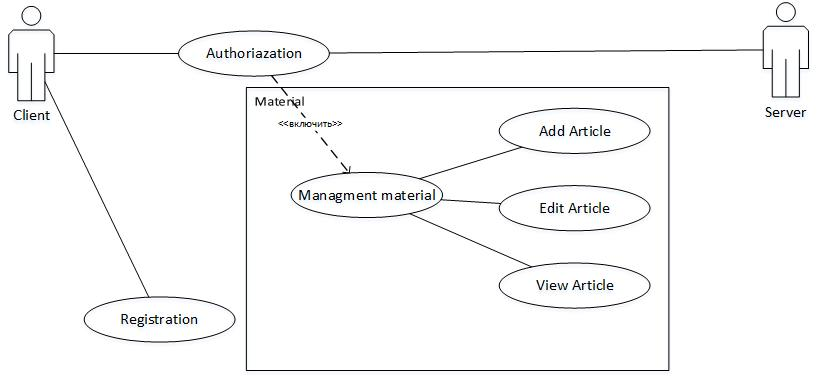 Authoriazation
Client
Server
Material
<<включить>>
Add Article
Managment material
Edit Article
View Article
Registration